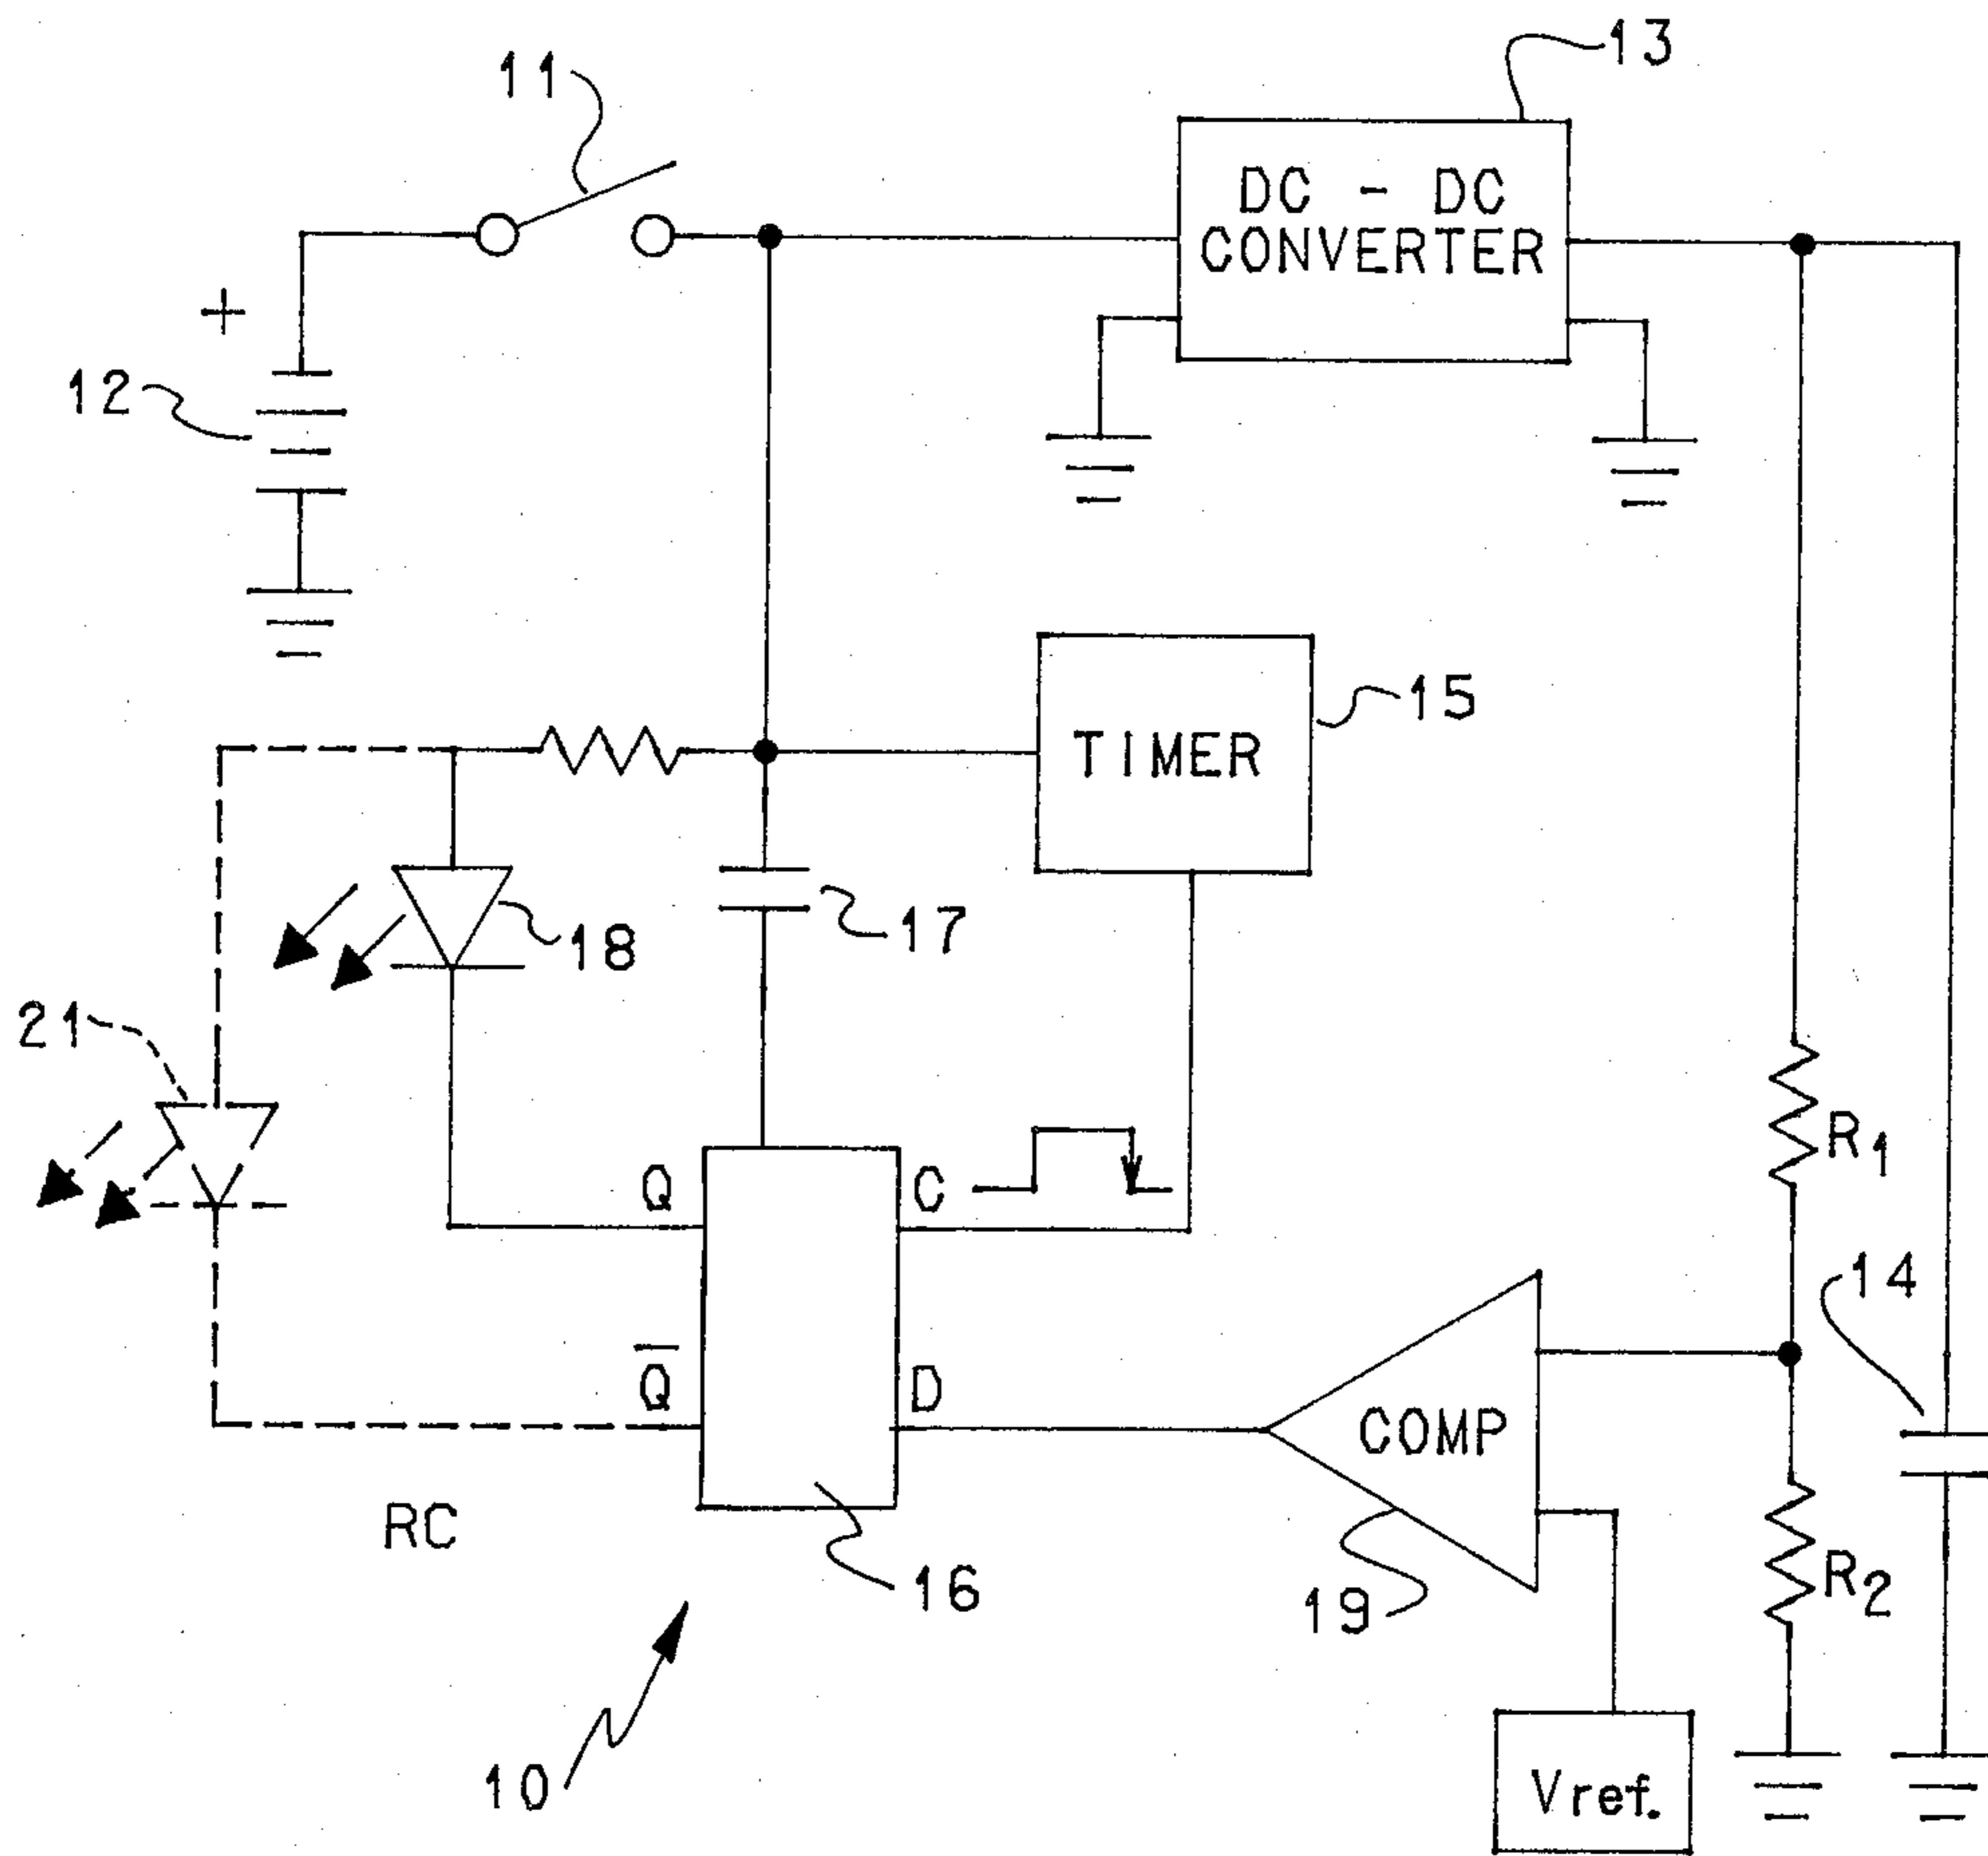 11
13
DC - DC
CONVERTER
+
12
TIMER
15
17
18
21
Q
C
R1
14
Q̅
D
COMP
RC
16
19
R2
10
Vref.